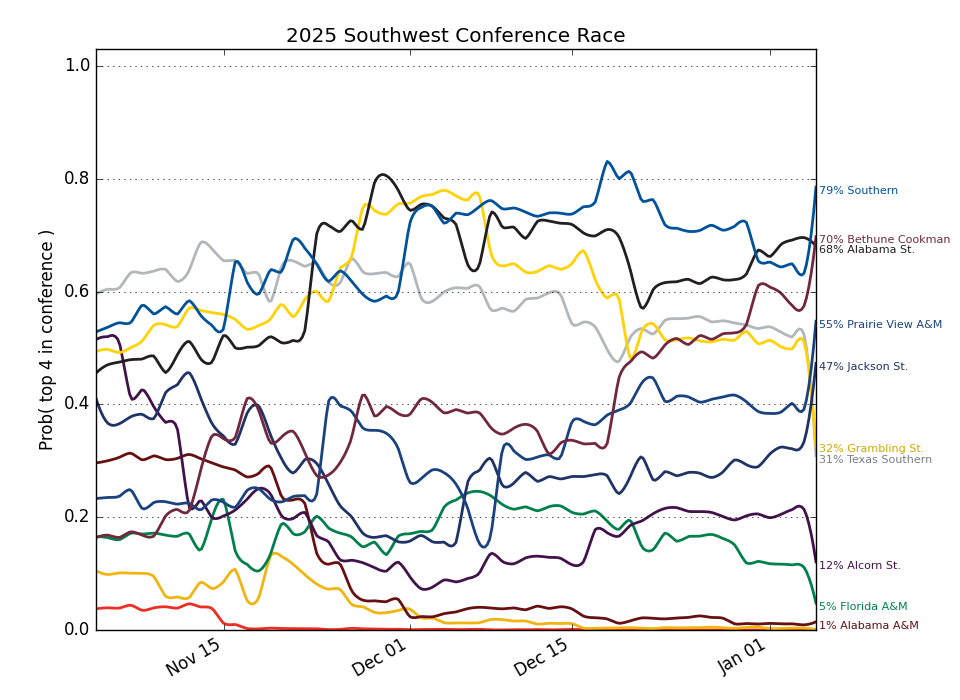 2025 Southwest Conference Race
Prob( top 4 in conference )
1.0
0.8
0.6
0.4
0.2
0.0
Nov 15
Dec 01
Dec 15
Jan 01
79% Southern
70% Bethune Cookman
68% Alabama St.
55% Prairie View A&M
47% Jackson St.
32% Grambling St.
31% Texas Southern
12% Alcorn St.
5% Florida A&M
1% Alabama A&M